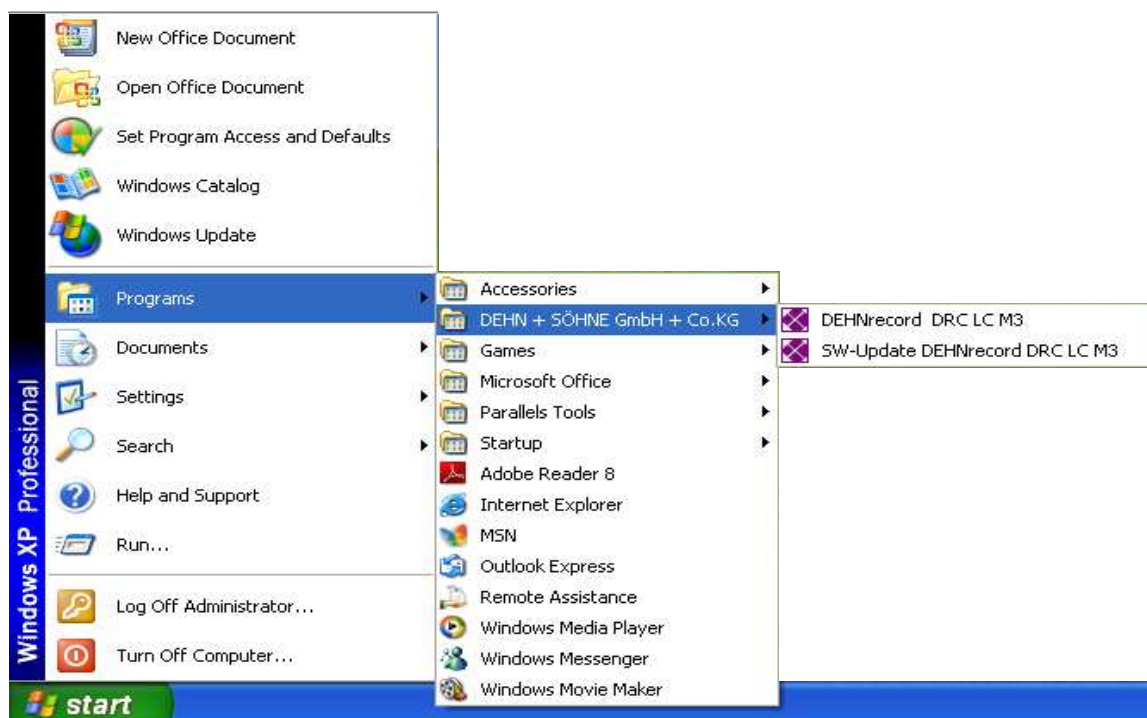 New Office Document
Open Office Document
Set Program Access and Defaults
Windows Catalog
Windows Update
Programs
Documents
Settings
Search
Help and Support
Run...
Log Off Administrator...
Turn Off Computer...
Windows XP Professional
start
Accessories
DEHN + SÖHNE GmbH + Co.KG
Games
Microsoft Office
Parallels Tools
Startup
Adobe Reader 8
Internet Explorer
MSN
Outlook Express
Remote Assistance
Windows Media Player
Windows Messenger
Windows Movie Maker
DEHNrecord DRC LC M3
SW-Update DEHNrecord DRC LC M3